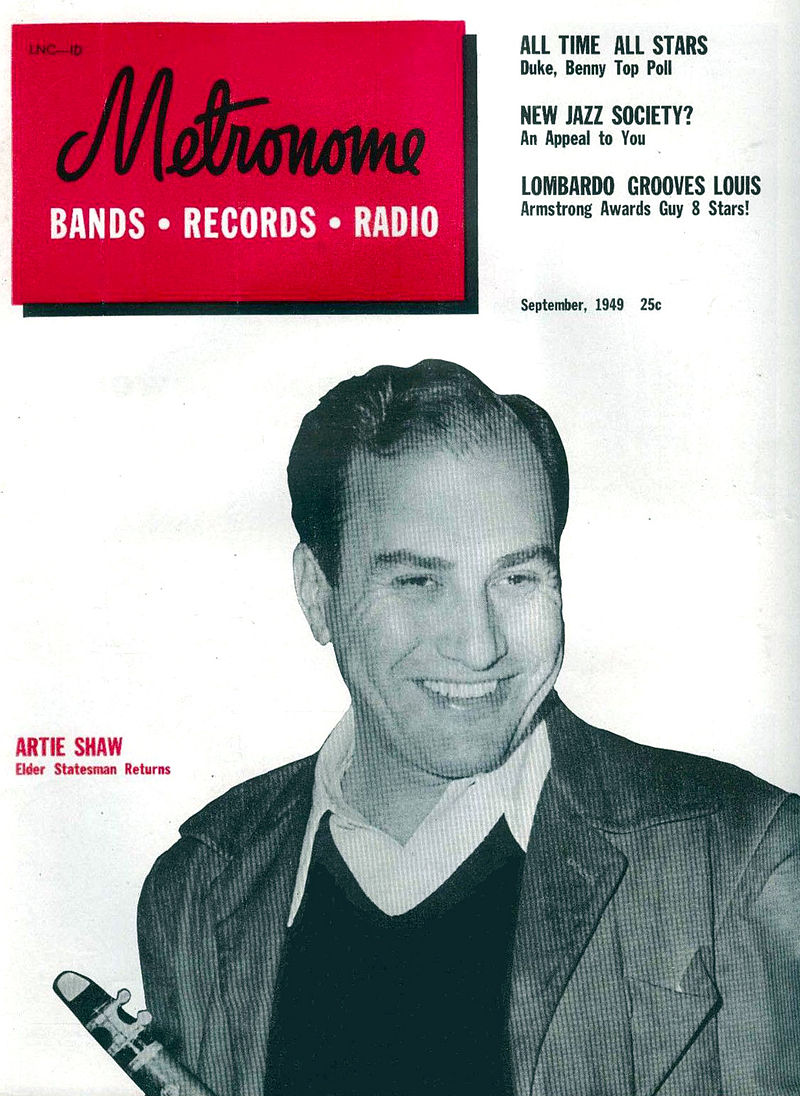 LNC—ID
Metronome
BANDS • RECORDS • RADIO
ALL TIME ALL STARS
Duke, Benny Top Poll
NEW JAZZ SOCIETY?
An Appeal to You
LOMBARDO GROOVES LOUIS
Armstrong Awards Guy 8 Stars!
September, 1949 25c
ARTIE SHAW
Elder Statesman Returns